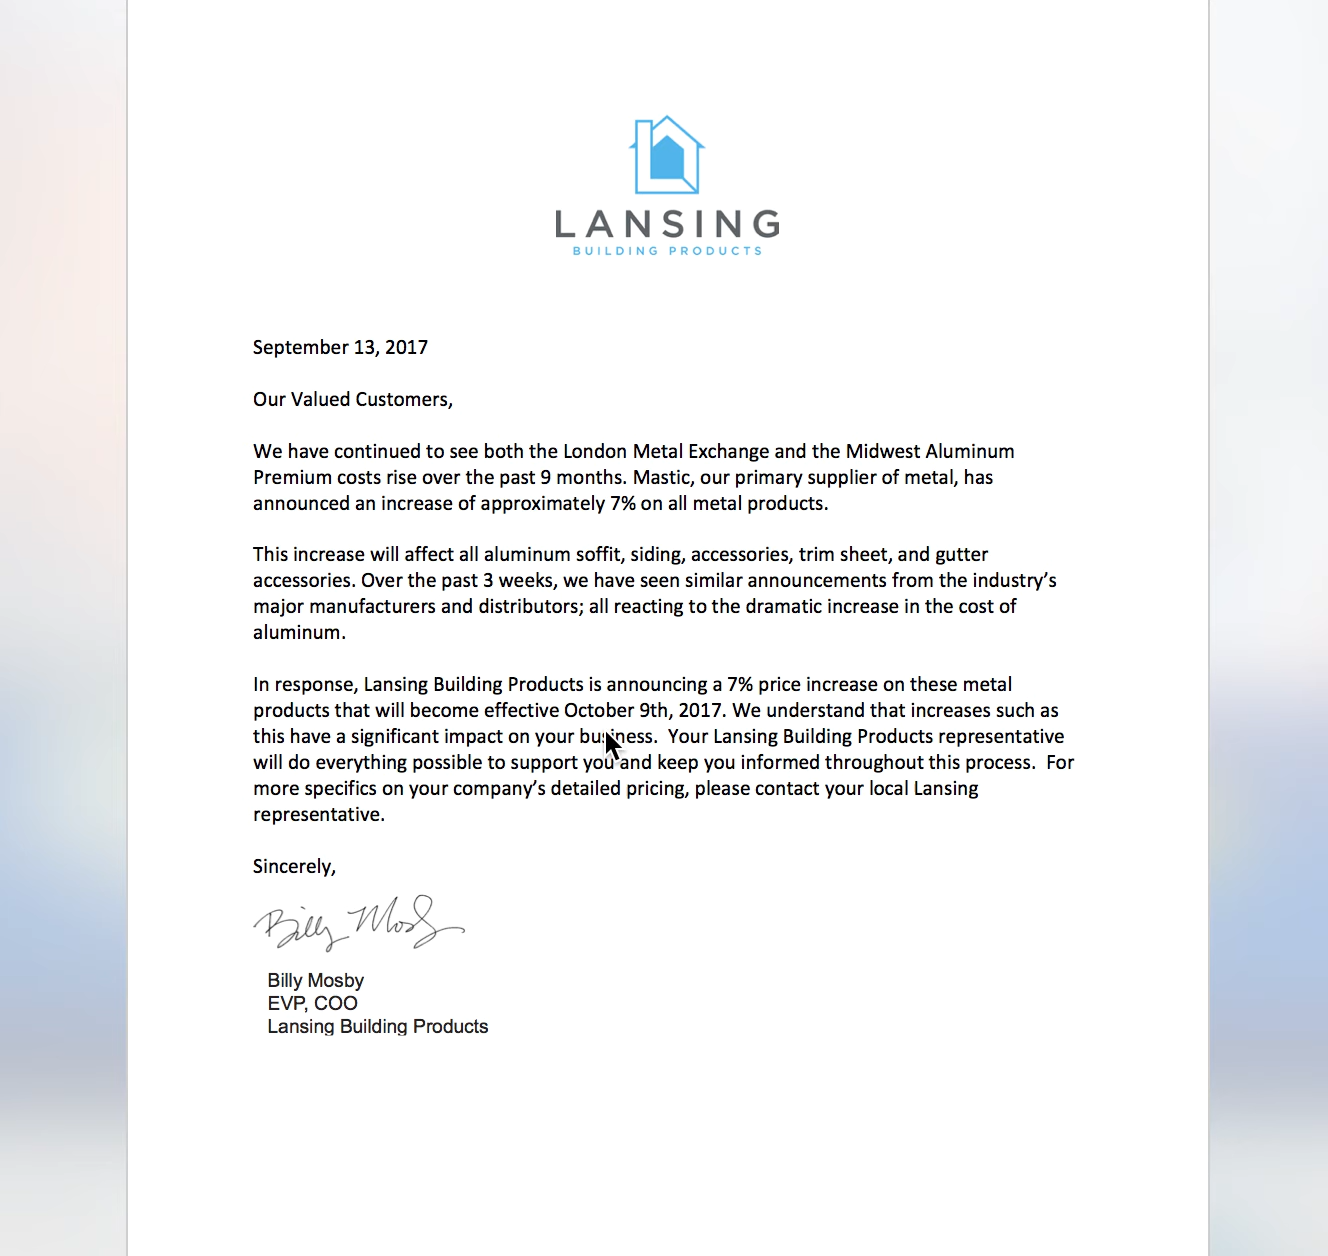 LANSING
BUILDING PRODUCTS
September 13, 2017
Our Valued Customers,
We have continued to see both the London Metal Exchange and the Midwest Aluminum
Premium costs rise over the past 9 months. Mastic, our primary supplier of metal, has
announced an increase of approximately 7% on all metal products.
This increase will affect all aluminum soffit, siding, accessories, trim sheet, and gutter
accessories. Over the past 3 weeks, we have seen similar announcements from the industry’s
major manufacturers and distributors; all reacting to the dramatic increase in the cost of
aluminum.
In response, Lansing Building Products is announcing a 7% price increase on these metal
products that will become effective October 9th, 2017. We understand that increases such as
this have a significant impact on your business.  Your Lansing Building Products representative
will do everything possible to support you and keep you informed throughout this process.  For
more specifics on your company’s detailed pricing, please contact your local Lansing
representative.
Sincerely,
Billy Mosby
Billy Mosby
EVP, COO
Lansing Building Products